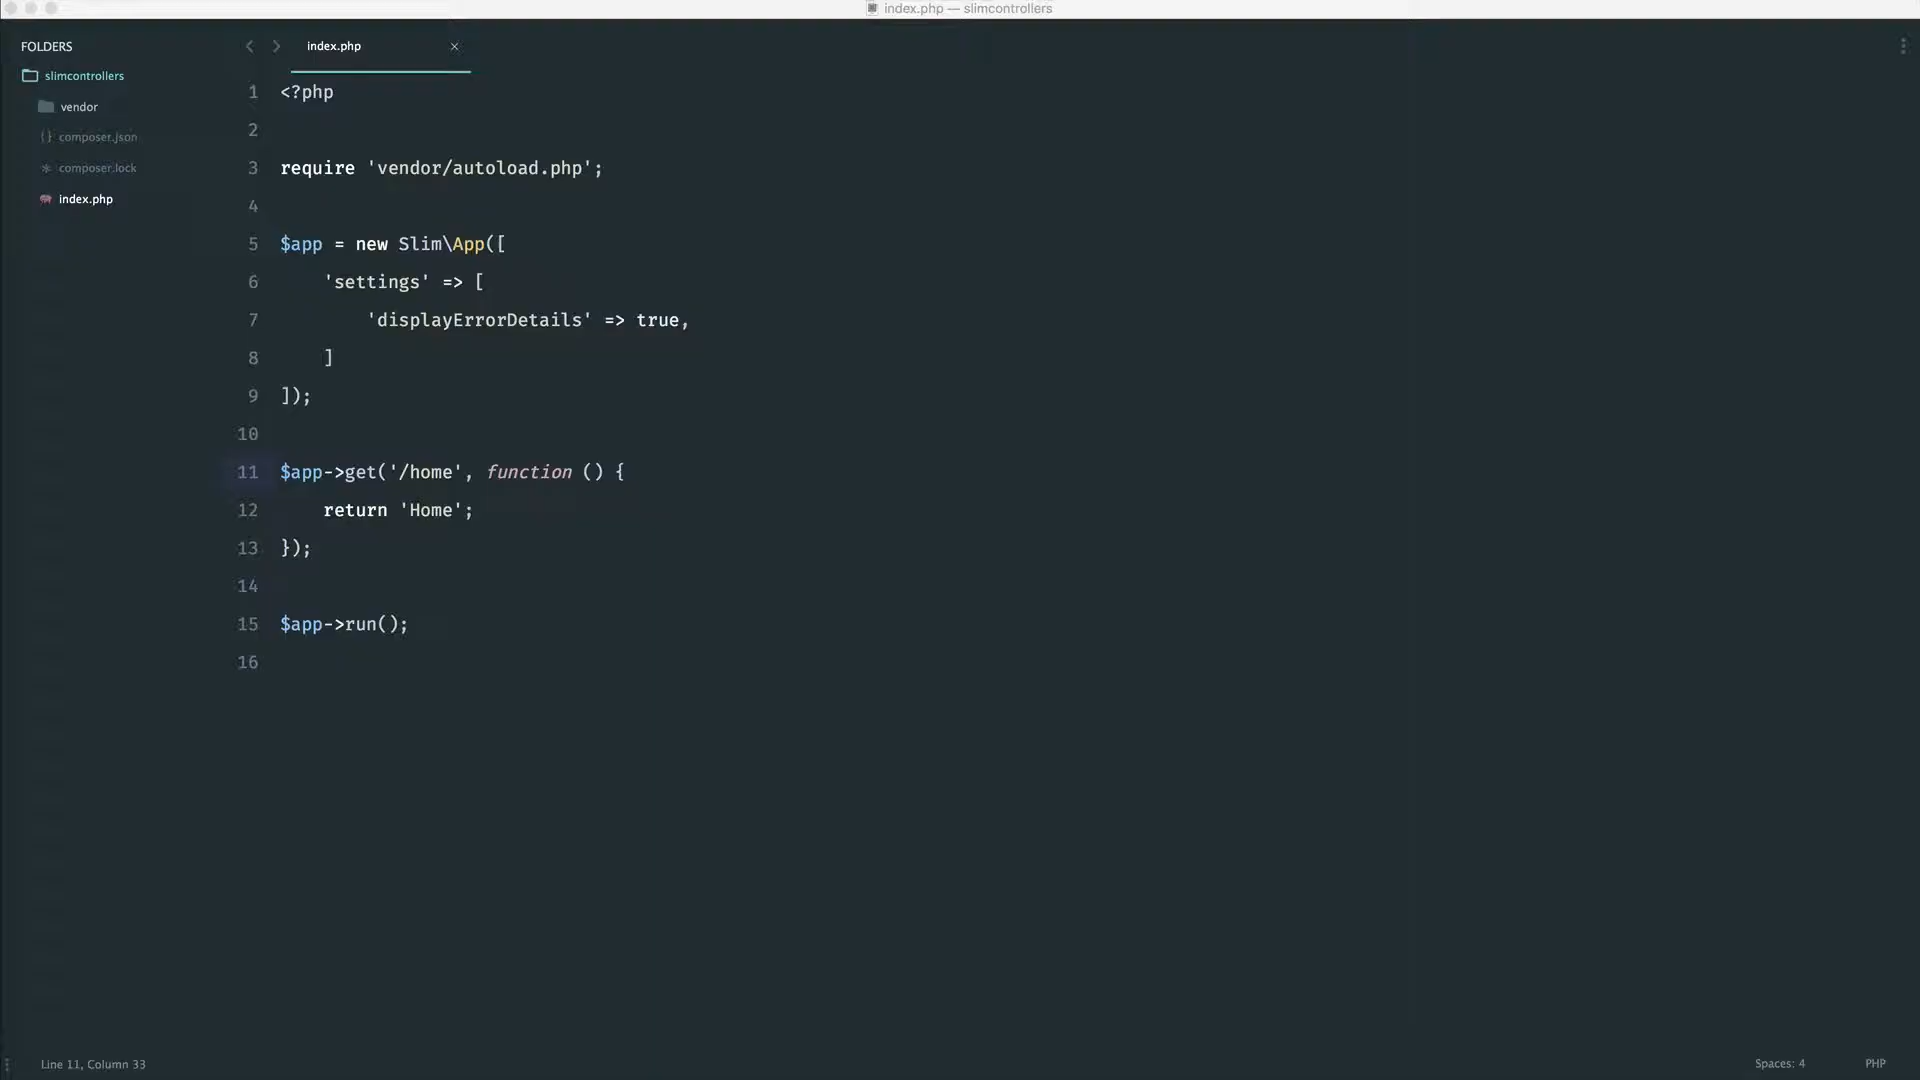 index.php — slimcontrollers
FOLDERS
slimcontrollers
vendor
{} composer.json
composer.lock
index.php
index.php ×
1 <?php
2
3 require 'vendor/autoload.php';
4
5 $app = new Slim\App([
6     'settings' => [
7         'displayErrorDetails' => true,
8     ]
9 ]);
10
11 $app->get('/home', function () {
12     return 'Home';
13 });
14
15 $app->run();
16
Line 11, Column 33
Spaces: 4
PHP